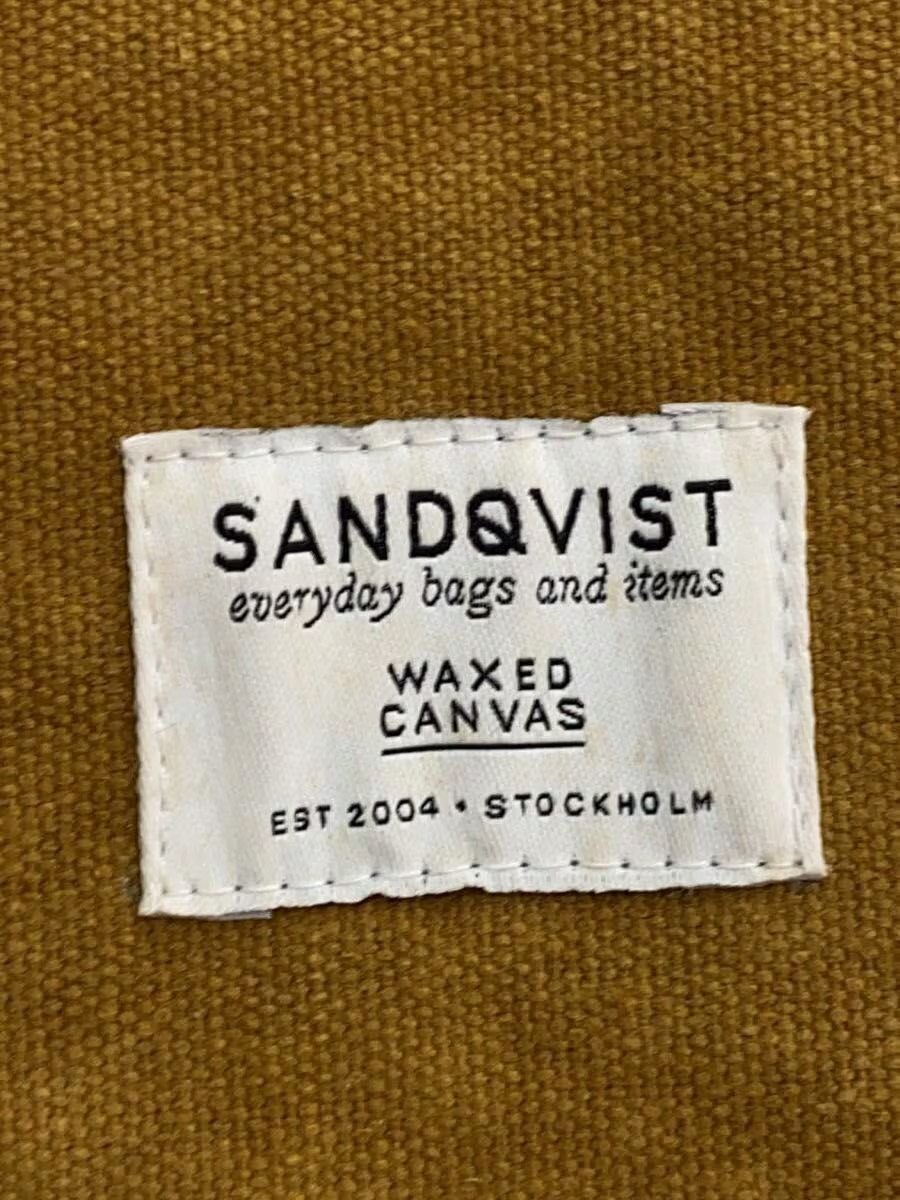 SANDQVIST
everyday bags and items
WAXED
CANVAS
EST 2004 • STOCKHOLM